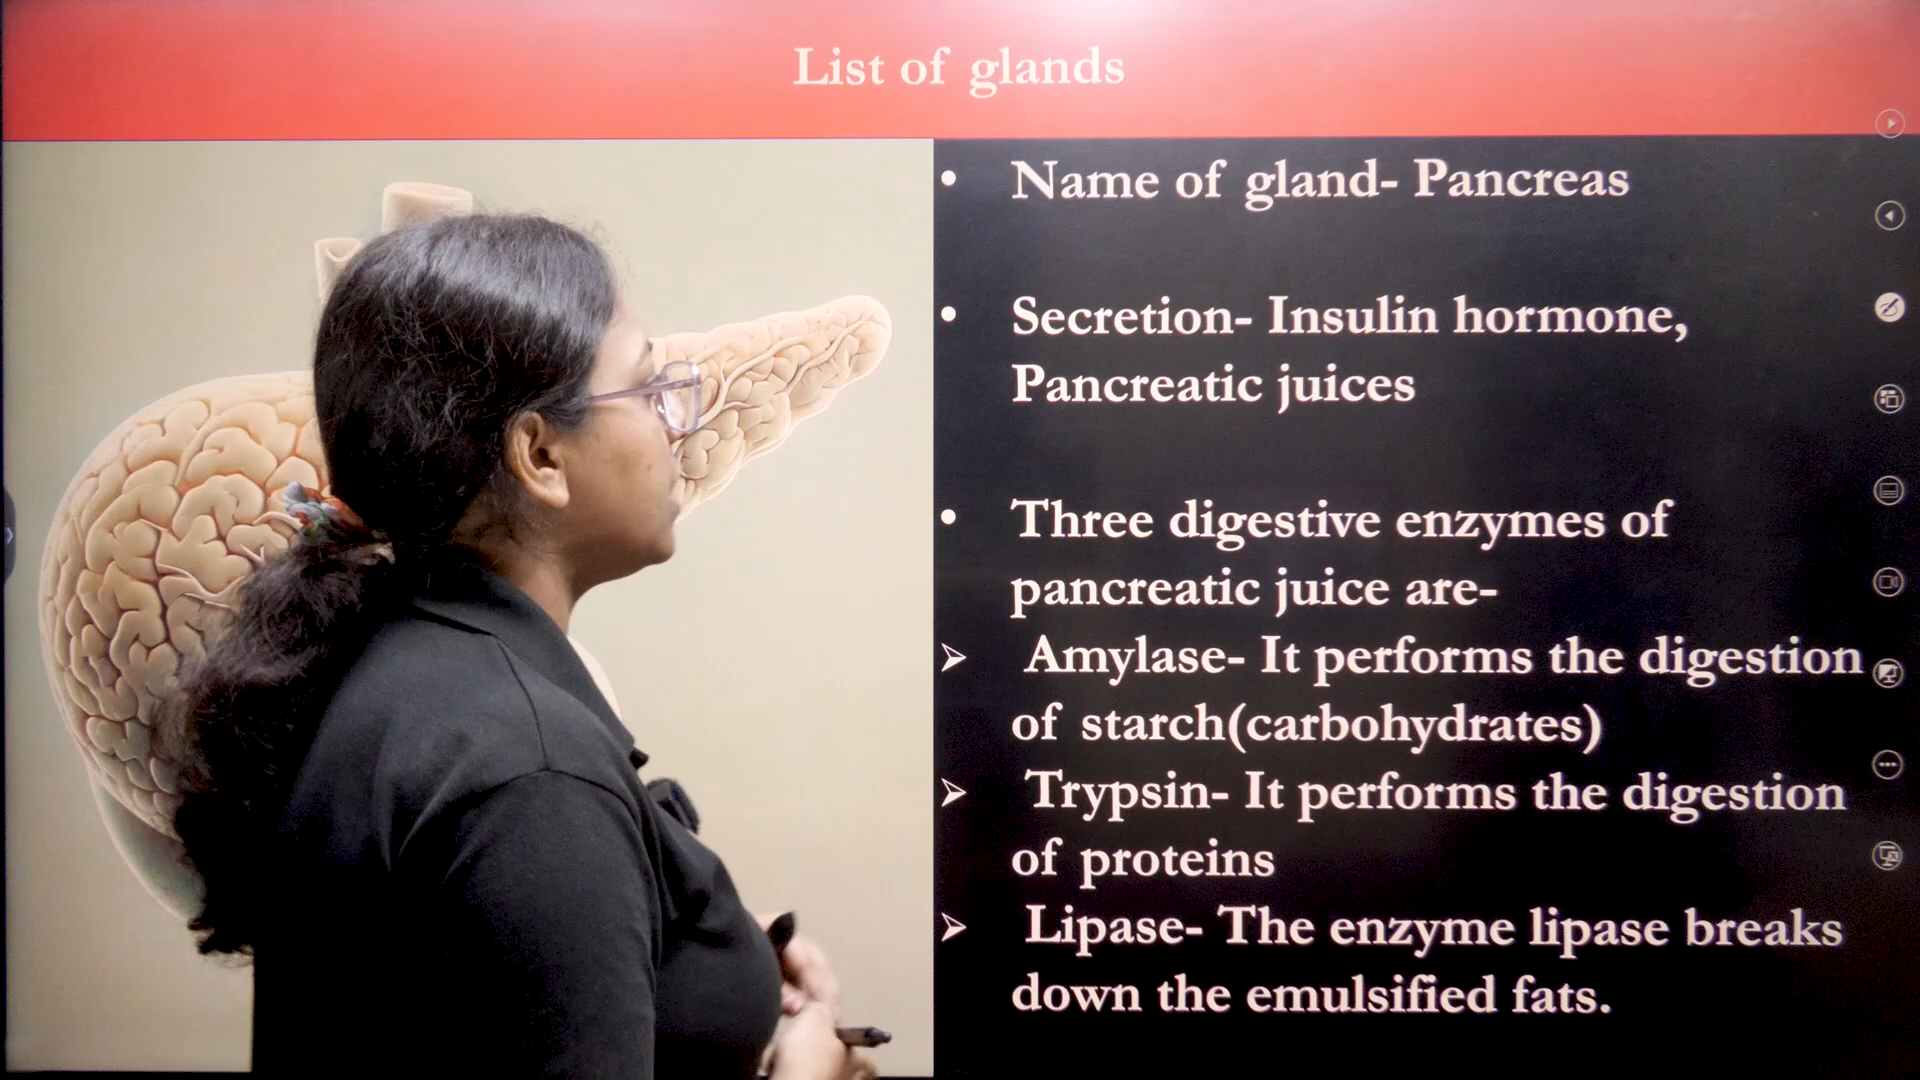 List of glands
• Name of gland- Pancreas
• Secretion- Insulin hormone,
Pancreatic juices
• Three digestive enzymes of
pancreatic juice are-
➢ Amylase- It performs the digestion
of starch(carbohydrates)
➢ Trypsin- It performs the digestion
of proteins
➢ Lipase- The enzyme lipase breaks
down the emulsified fats.